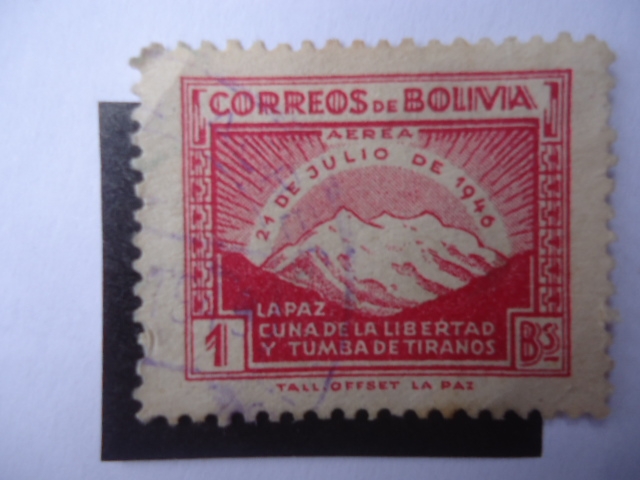 CORREOS DE BOLIVIA
AEREA
21 DE JULIO DE 1946
LA PAZ,
CUNA DE LA LIBERTAD
Y TUMBA DE TIRANOS
1 Bs
TALL. OFFSET LA PAZ